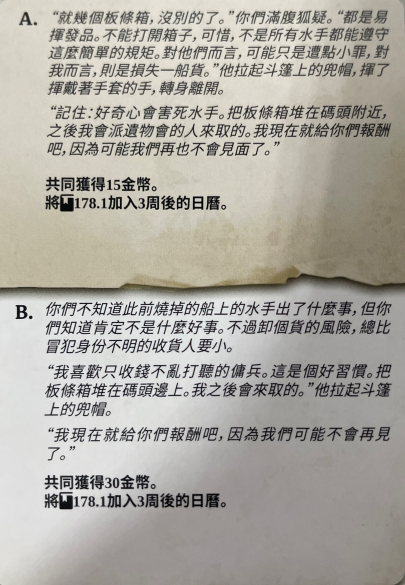 A. “就幾個板條箱，沒別的了。”你們滿腹狐疑。“都是易
揮發品。不能打開箱子，可惜，不是所有水手都能遵守
這麼簡單的規矩。對他們而言，可能只是遭點小罪，對
我而言，則是損失一船貨。”他拉起斗篷上的兜帽，揮了
揮戴著手套的手，轉身離開。
“記住：好奇心會害死水手。把板條箱堆在碼頭附近，
之後我會派遺物會的人來取的。我現在就給你們報酬
吧，因為可能我們再也不會見面了。”
共同獲得15金幣。
將178.1加入3周後的日曆。
B. 你們不知道此前燒掉的船上的水手出了什麼事，但你
們知道肯定不是什麼好事。不過卸個貨的風險，總比
冒犯身份不明的收貨人要小。
“我喜歡只收錢不亂打聽的傭兵。這是個好習慣。把
板條箱堆在碼頭邊上。我之後會來取的。”他拉起斗篷
上的兜帽。
“我現在就給你們報酬吧，因為我們可能不會再見
了。”
共同獲得30金幣。
將178.1加入3周後的日曆。